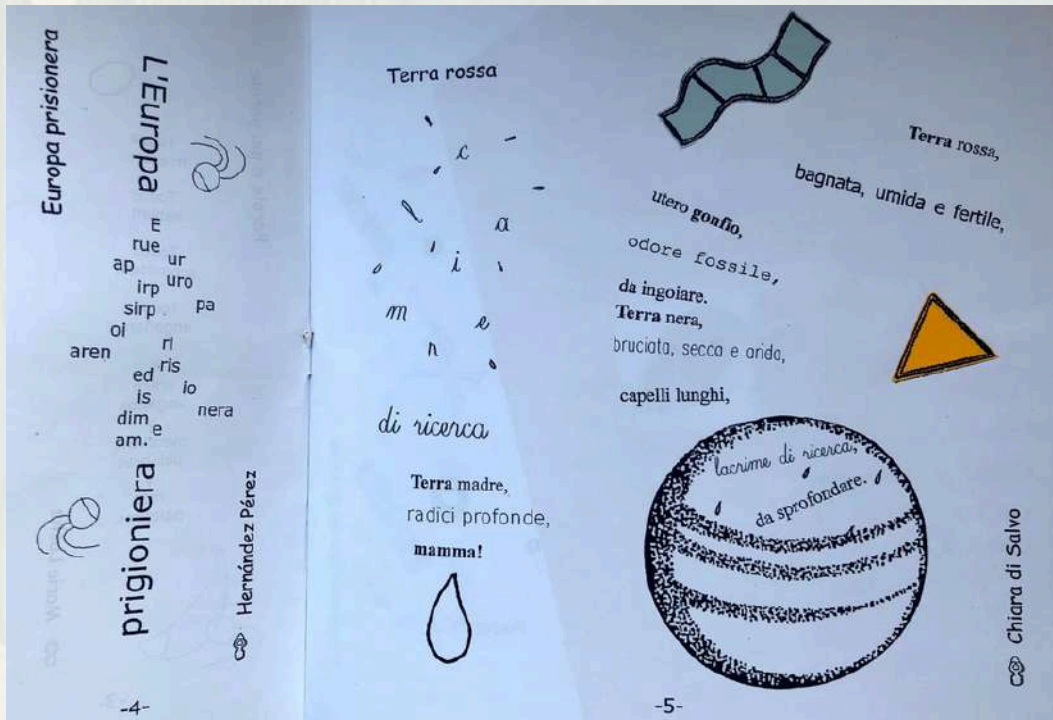 Europa prisionera
L'Europa
E
rue
ur
ap
uro
irp
pa
sirp.
oi
ri
aren
ris
ed
io
is
nera
dim
e
am.
prigioniera
Hernández Pérez
-4-
Terra rossa
l
a
c
r
i
m
e
n
di ricerca
Terra madre,
radici profonde,
mamma!
Terra rossa,
bagnata, umida e fertile,
utero gonfio,
odore fossile,
da ingoiare.
Terra nera,
bruciata, secca e arida,
capelli lunghi,
lacrime di ricerca,
da sprofondare.
Chiara di Salvo
-5-